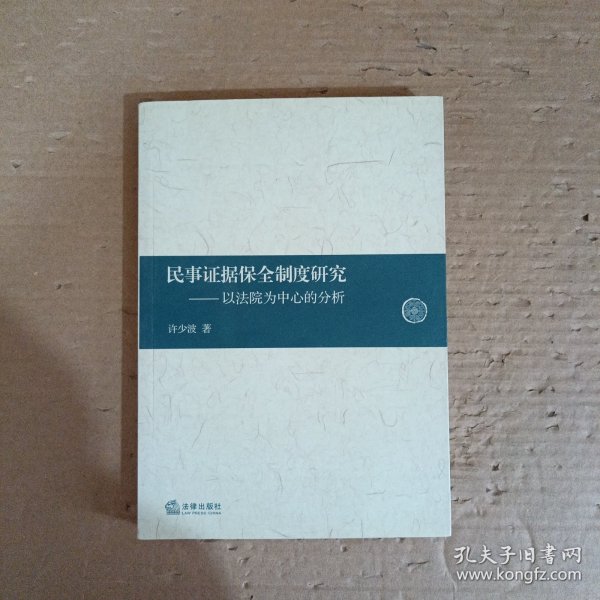 民事证据保全制度研究
——以法院为中心的分析
许少波 著
法律出版社
LAW PRESS·CHINA
孔夫子旧书网
www.kongfz.com